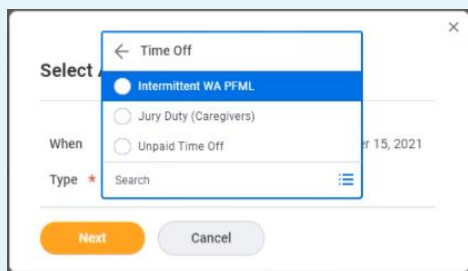 Time Off
Select
Intermittent WA PFML
Jury Duty (Caregivers)
When
Unpaid Time Off
15, 2021
Type *
Search
Next
Cancel